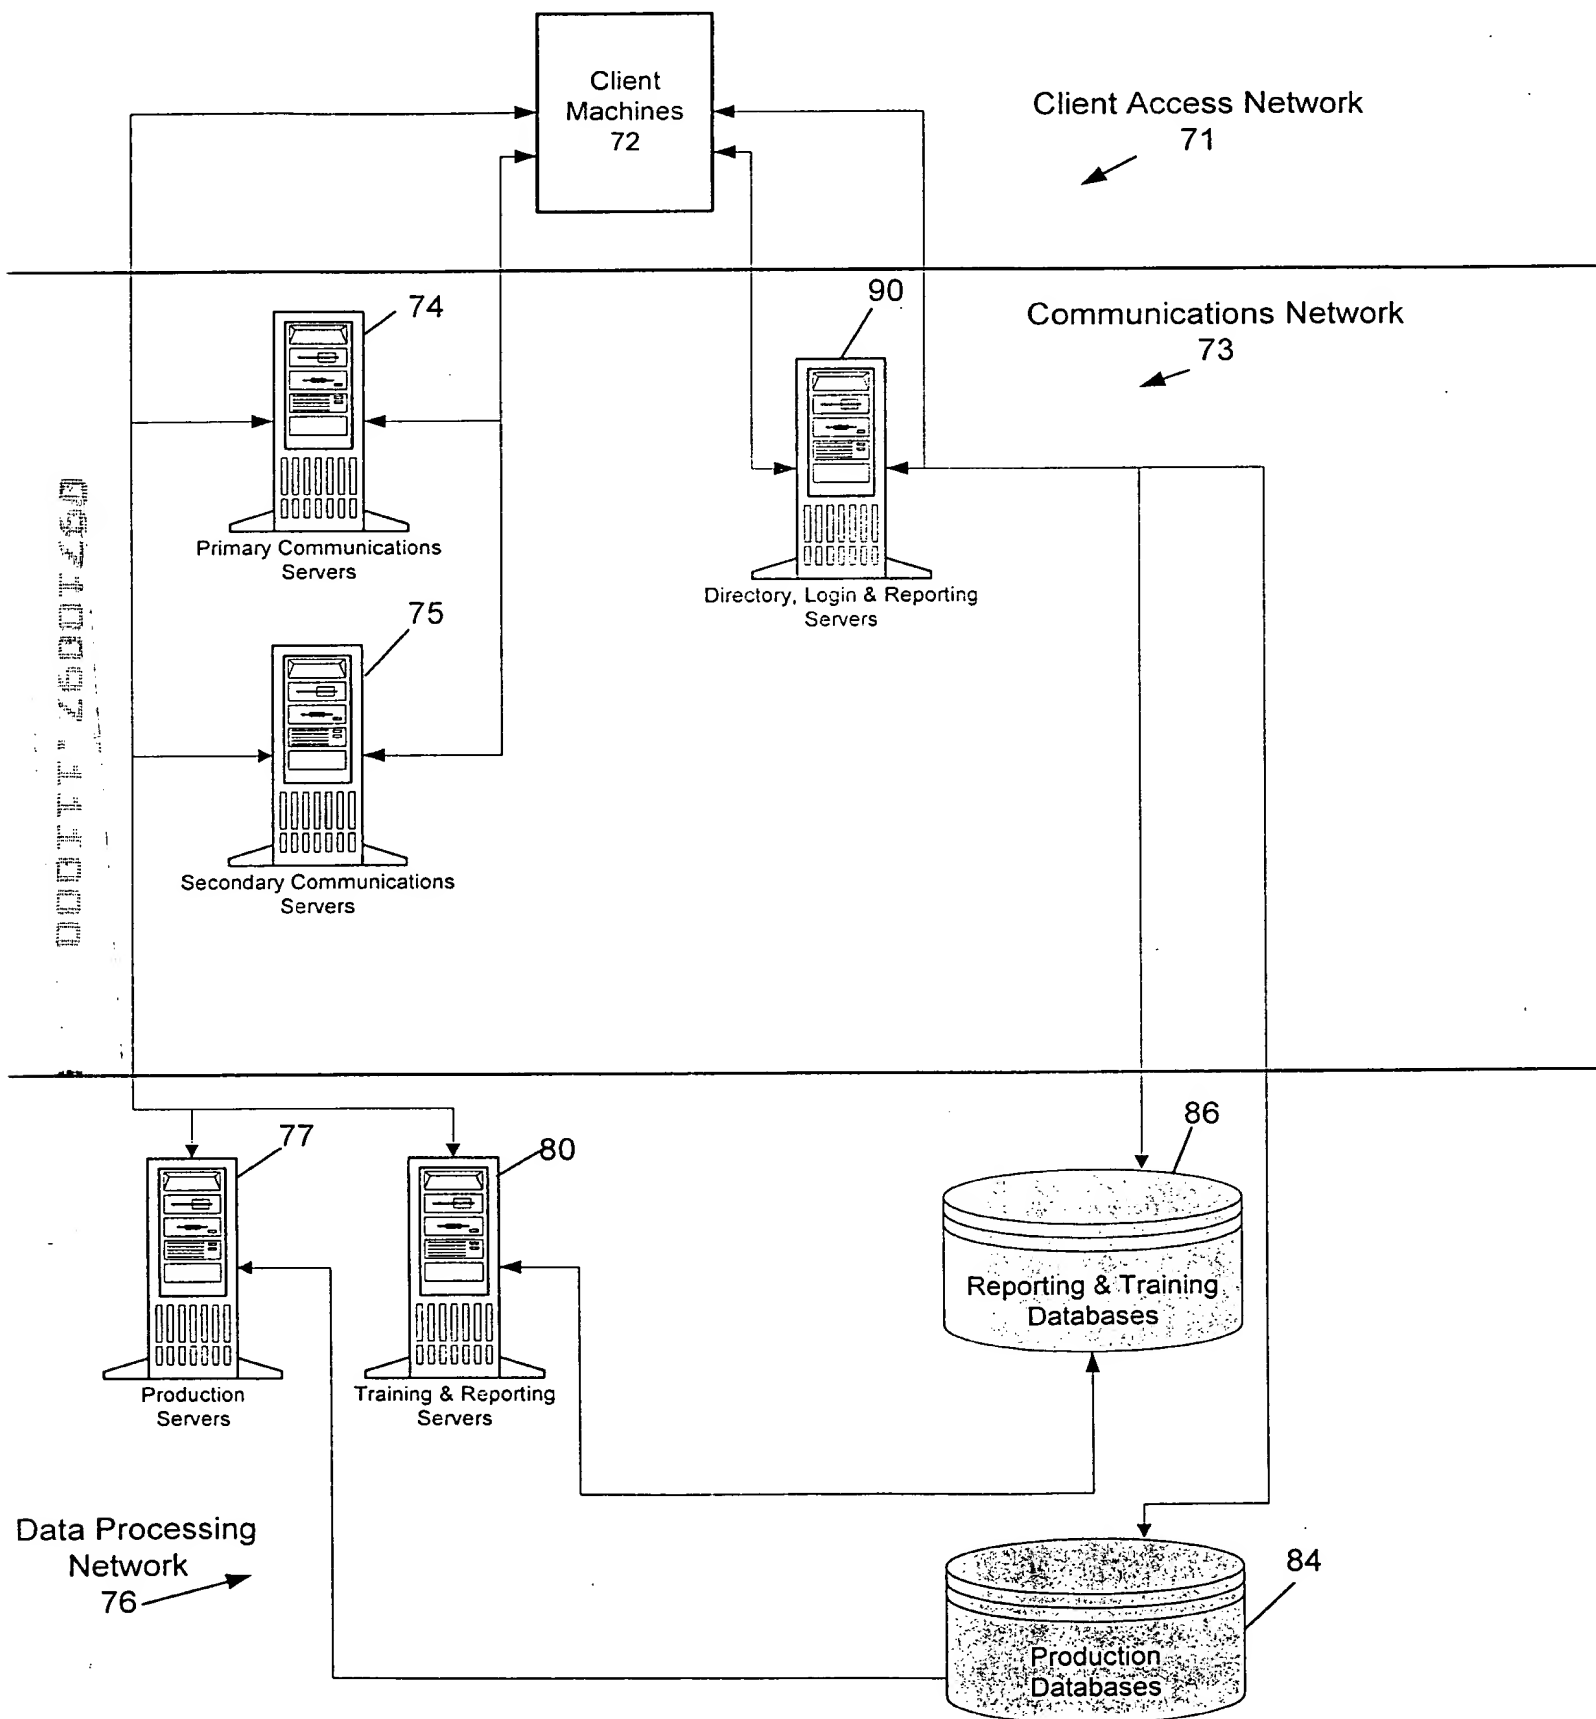 Client
Machines
72
Client Access Network
71
90
Communications Network
73
74
Primary Communications
Servers
Directory, Login & Reporting
Servers
75
Secondary Communications
Servers
77
80
86
Reporting & Training
Databases
Production
Servers
Training & Reporting
Servers
Data Processing
Network
76
84
Production
Databases